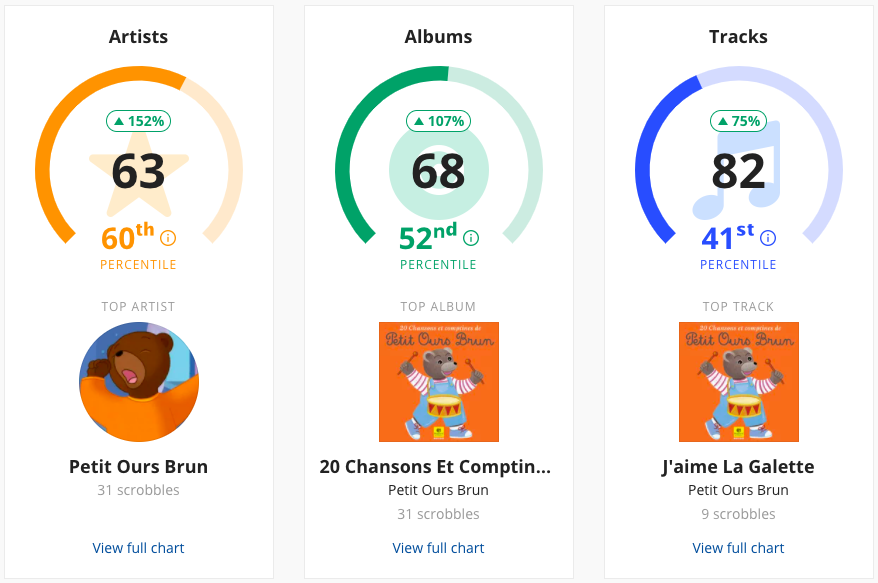 Artists
152%
63
60th
PERCENTILE
TOP ARTIST
Petit Ours Brun
31 scrobbles
View full chart
Albums
107%
68
52nd
PERCENTILE
TOP ALBUM
20 Chansons et comptines de
Petit Ours Brun
20 Chansons Et Comptin...
Petit Ours Brun
31 scrobbles
View full chart
Tracks
75%
82
41st
PERCENTILE
TOP TRACK
20 Chansons et comptines de
Petit Ours Brun
J'aime La Galette
Petit Ours Brun
9 scrobbles
View full chart